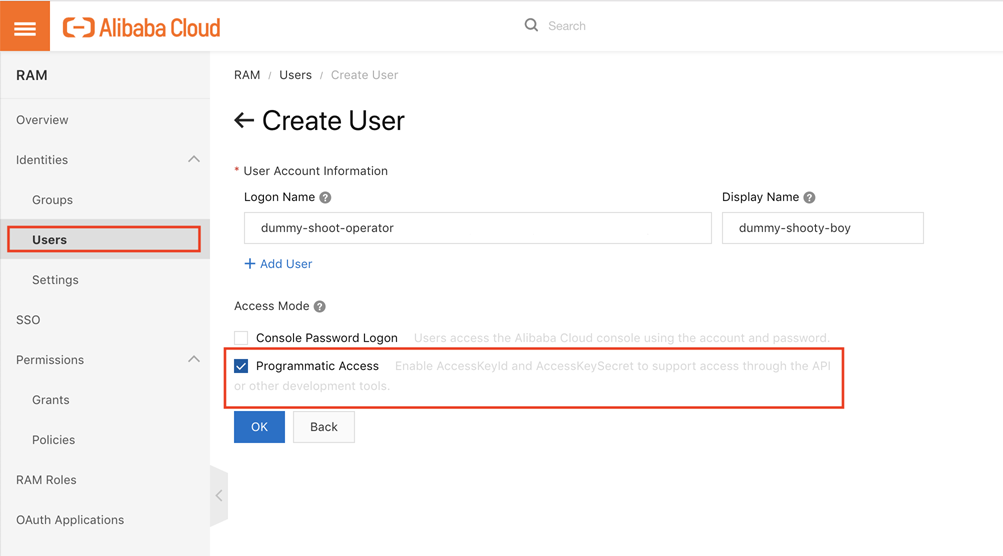 Alibaba Cloud
Search
RAM
Overview
Identities
Groups
Users
Settings
SSO
Permissions
Grants
Policies
RAM Roles
OAuth Applications
RAM / Users / Create User
← Create User
* User Account Information
Logon Name ? Display Name ?
dummy-shoot-operator dummy-shooty-boy
+ Add User
Access Mode ?
Console Password Logon Users access the Alibaba Cloud console using the account and password.
Programmatic Access Enable AccessKeyId and AccessKeySecret to support access through the API
or other development tools.
OK Back